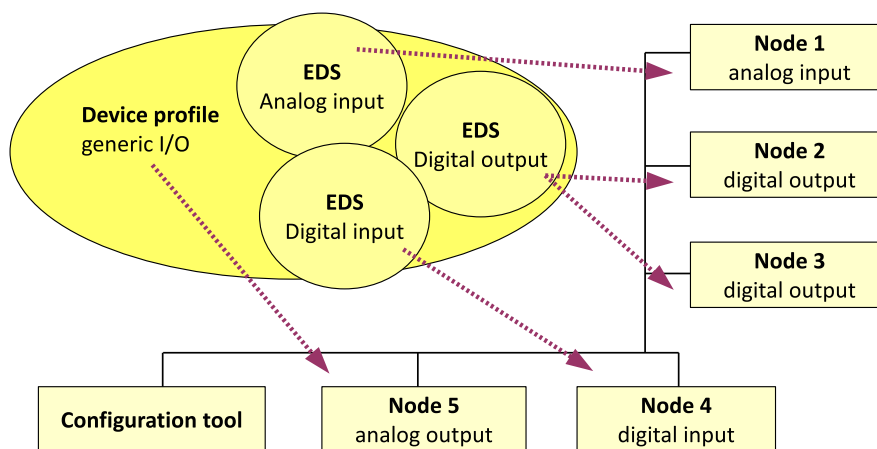 EDS
Analog input
Device profile
generic I/O
EDS
Digital output
EDS
Digital input
Node 1
analog input
Node 2
digital output
Node 3
digital output
Configuration tool
Node 5
analog output
Node 4
digital input